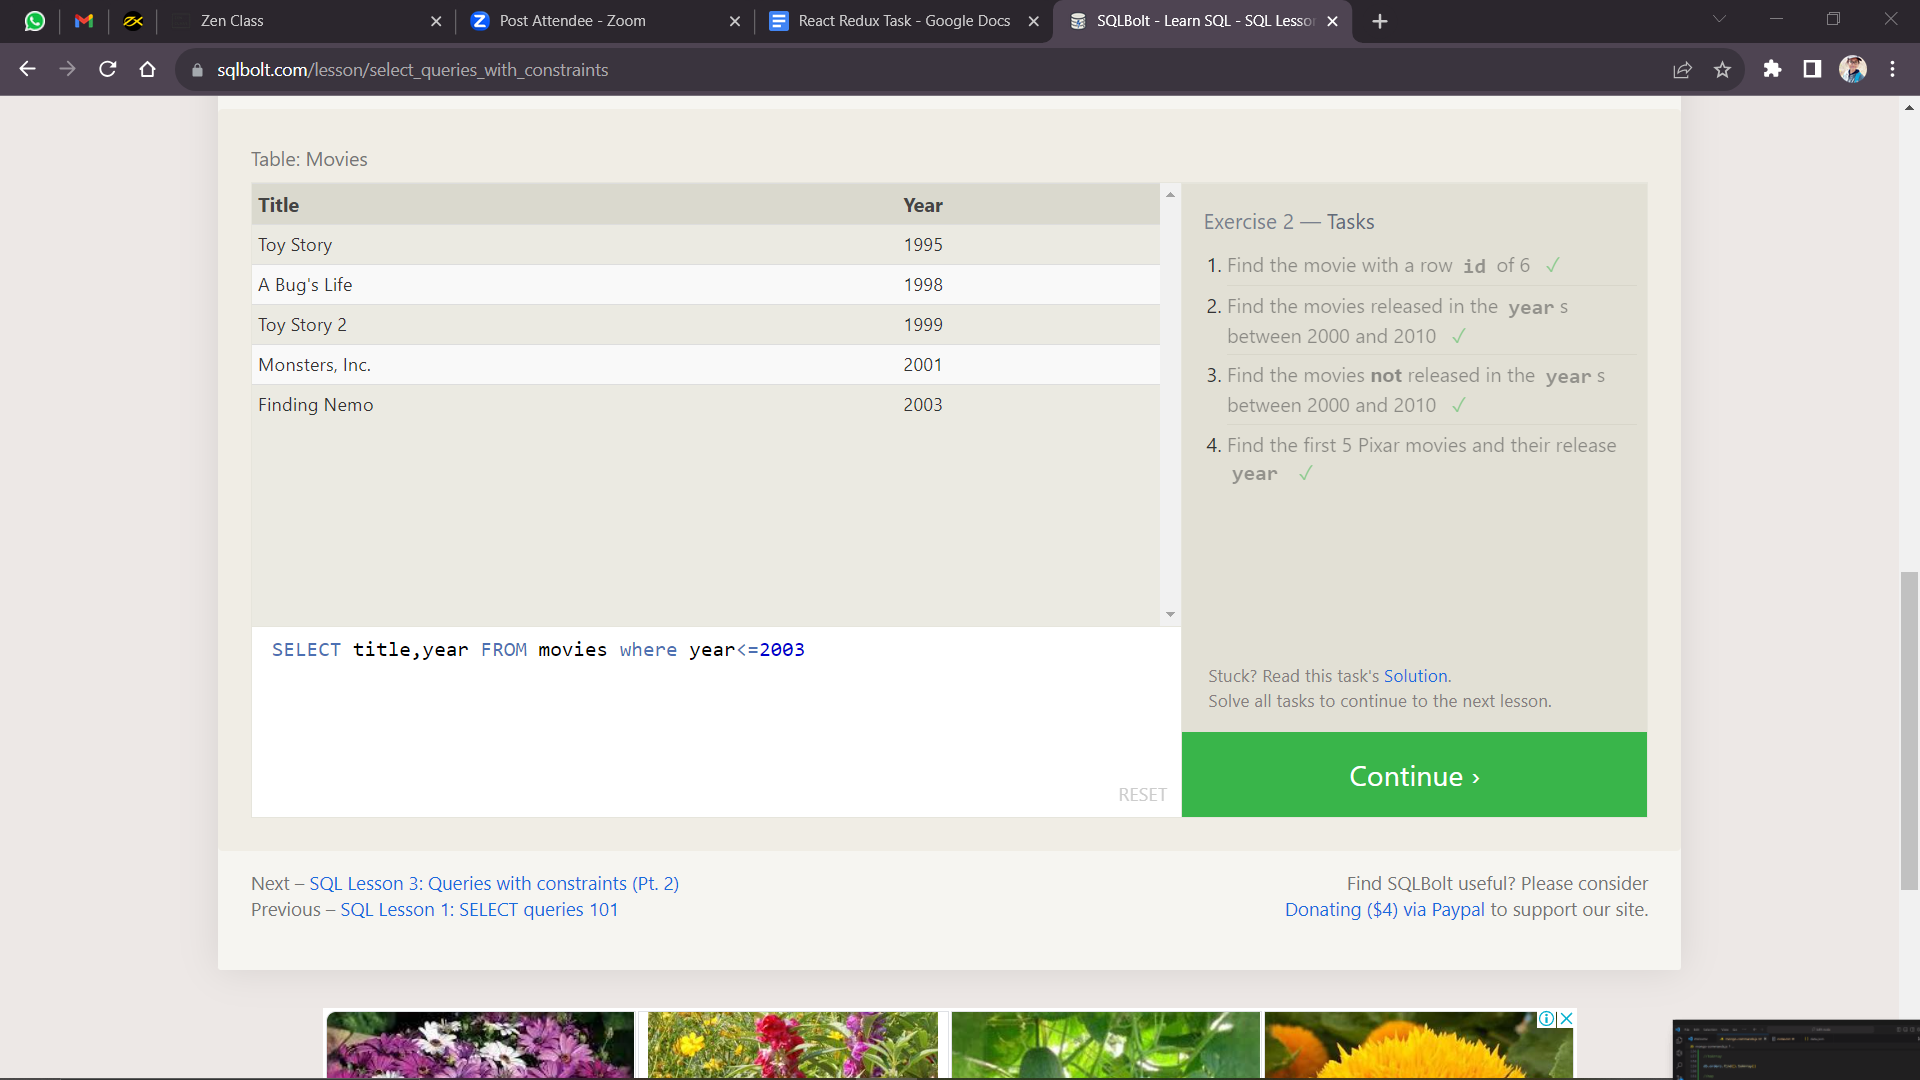 Zen Class
Post Attendee - Zoom
React Redux Task - Google Docs
SQLBolt - Learn SQL - SQL Lesso
sqlbolt.com/lesson/select_queries_with_constraints
Table: Movies
Title Year
Toy Story 1995
A Bug's Life 1998
Toy Story 2 1999
Monsters, Inc. 2001
Finding Nemo 2003
SELECT title,year FROM movies where year<=2003
RESET
Exercise 2 — Tasks
1. Find the movie with a row id of 6 ✓
2. Find the movies released in the year s
between 2000 and 2010 ✓
3. Find the movies not released in the year s
between 2000 and 2010 ✓
4. Find the first 5 Pixar movies and their release
year ✓
Stuck? Read this task's Solution.
Solve all tasks to continue to the next lesson.
Continue ›
Next – SQL Lesson 3: Queries with constraints (Pt. 2)
Previous – SQL Lesson 1: SELECT queries 101
Find SQLBolt useful? Please consider
Donating ($4) via Paypal to support our site.